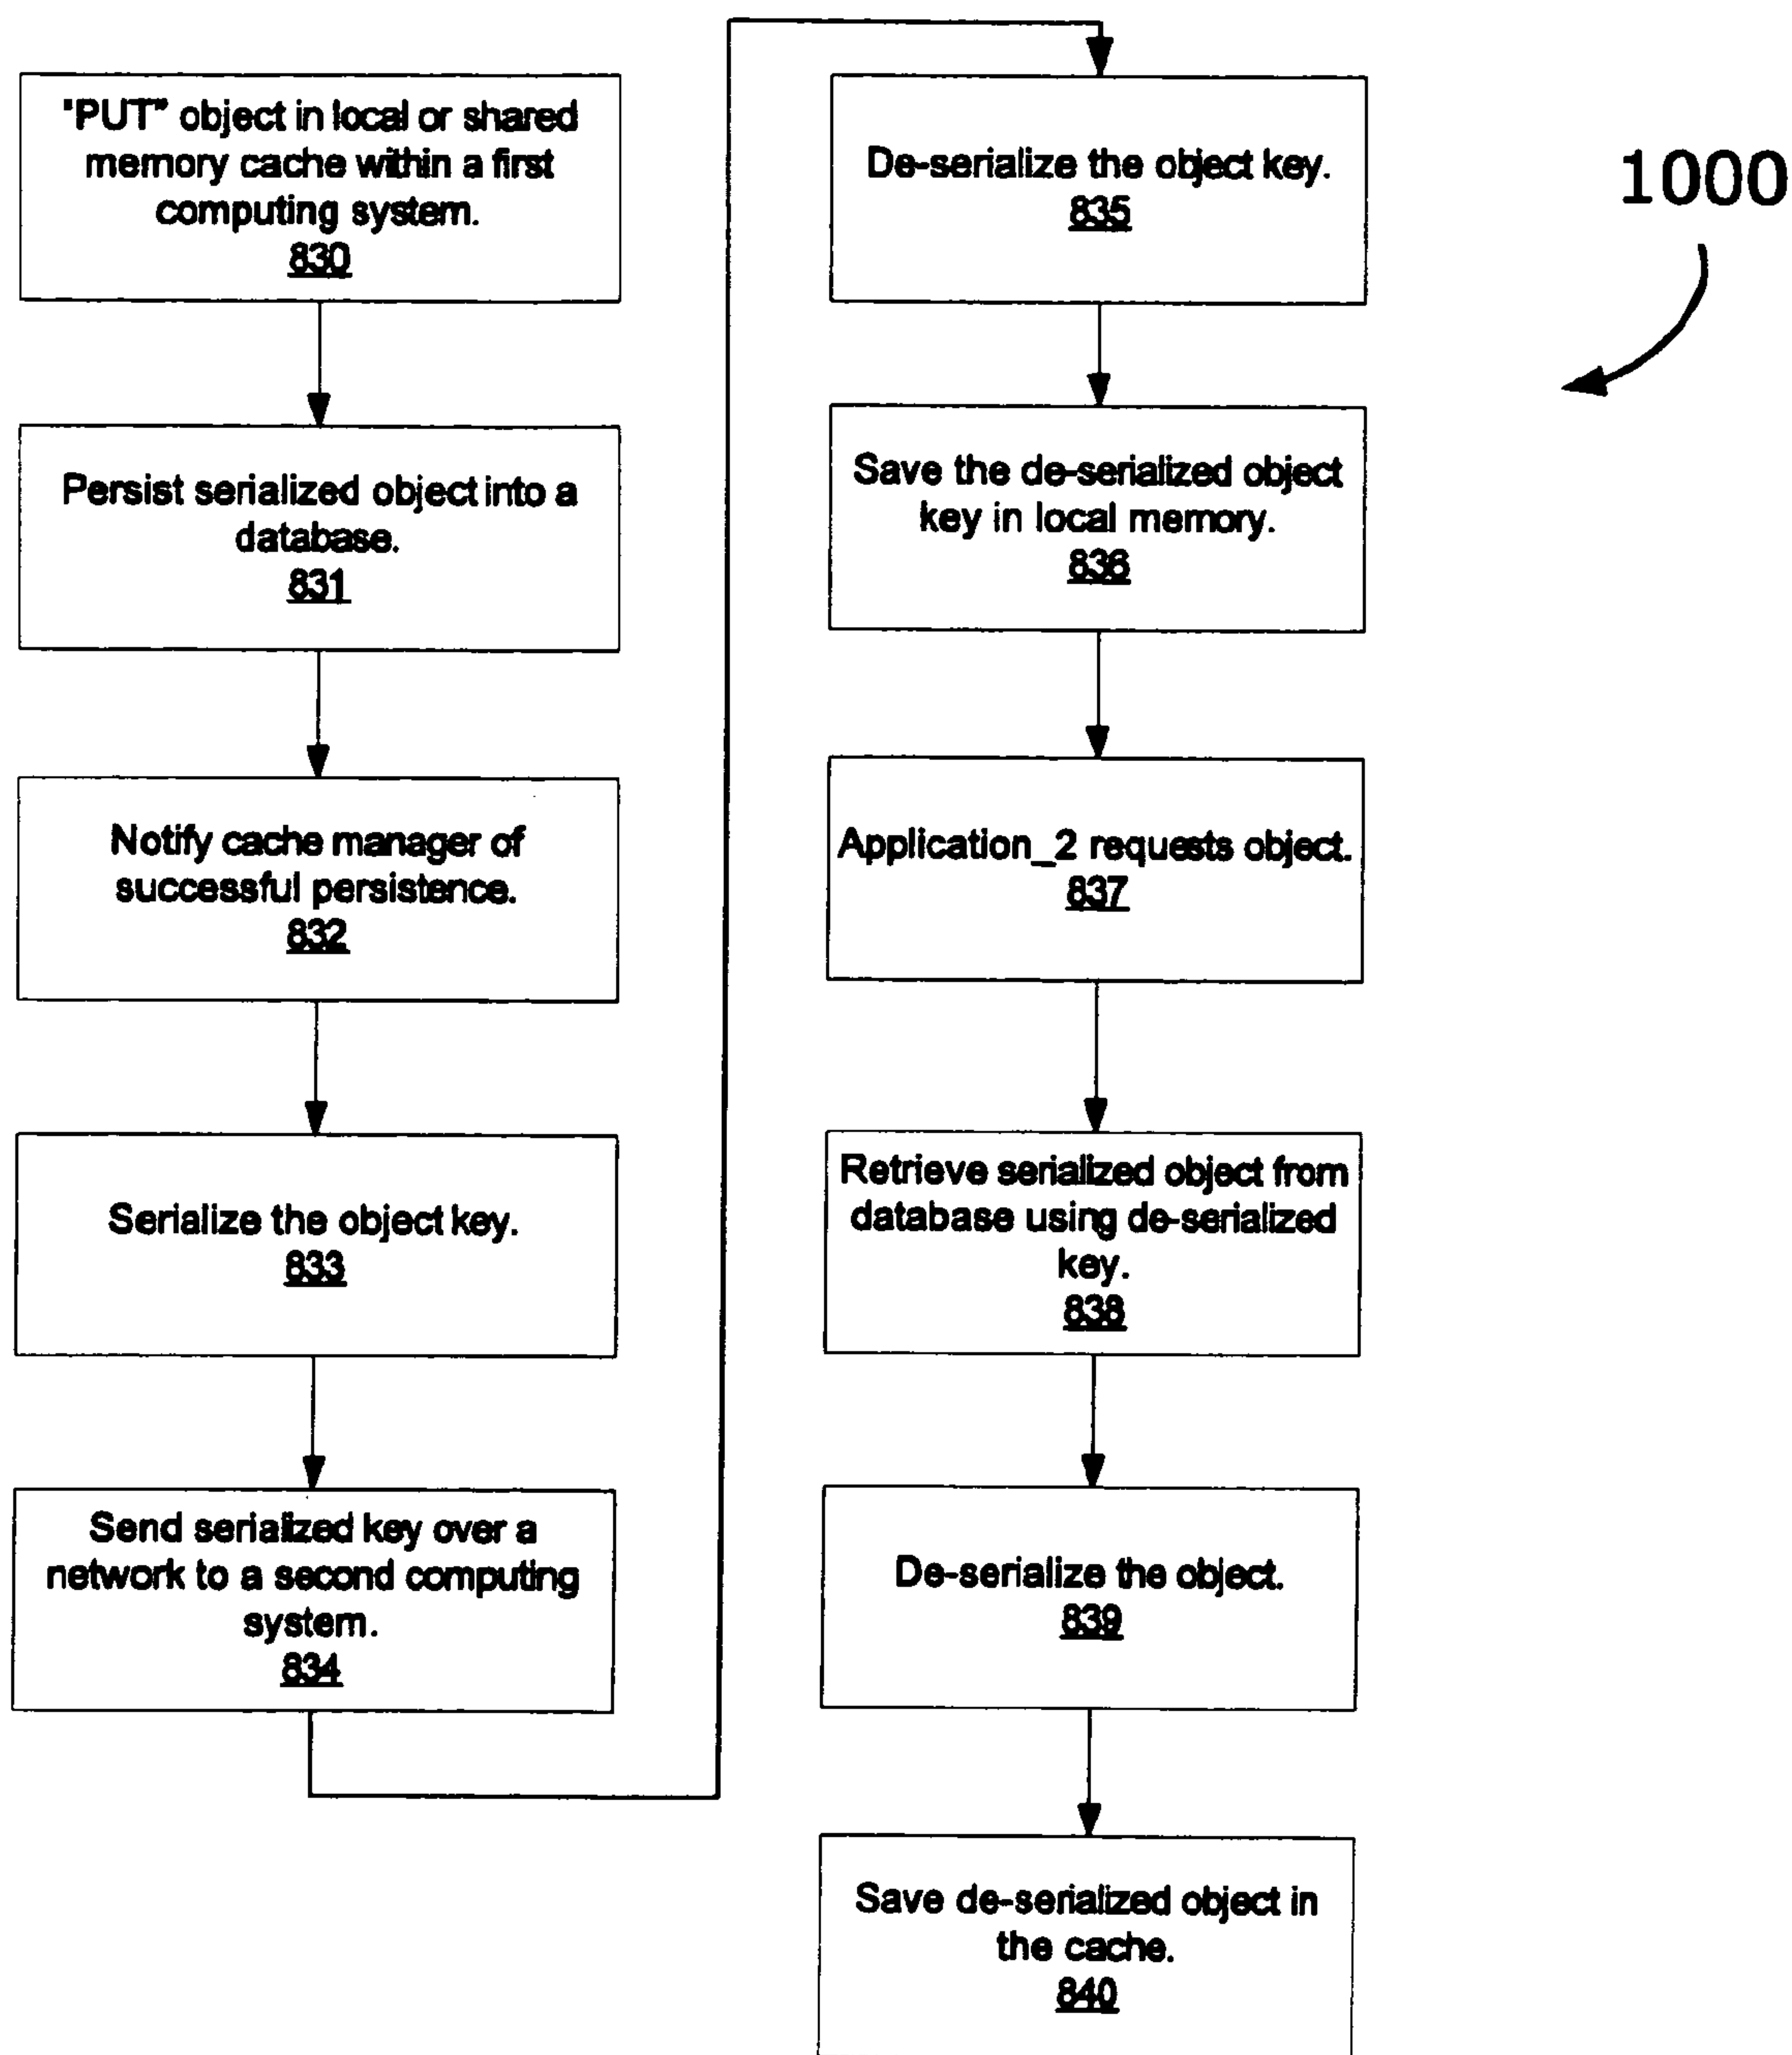 "PUT" object in local or shared
memory cache within a first
computing system.
830
Persist serialized object into a
database.
831
Notify cache manager of
successful persistence.
832
Serialize the object key.
833
Send serialized key over a
network to a second computing
system.
834
De-serialize the object key.
835
Save the de-serialized object
key in local memory.
836
Application_2 requests object.
837
Retrieve serialized object from
database using de-serialized
key.
838
De-serialize the object.
839
Save de-serialized object in
the cache.
840
1000